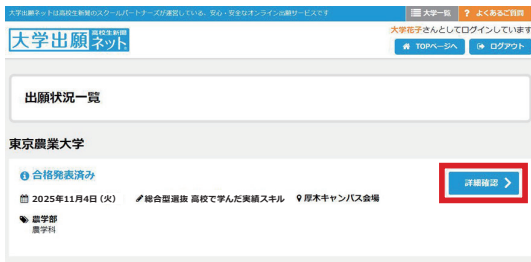 大学出願ネットは高校生新聞のスクールパートナーズが運営している、安心・安全なオンライン出願サービスです
大学一覧 ? よくあるご質問
大学出願ネット 高校生新聞
大学花子さんとしてログインしています
TOPページへ ログアウト
出願状況一覧
東京農業大学
合格発表済み
詳細確認
2025年11月4日 (火) 総合型選抜 高校で学んだ実績スキル 厚木キャンパス会場
農学部
農学科